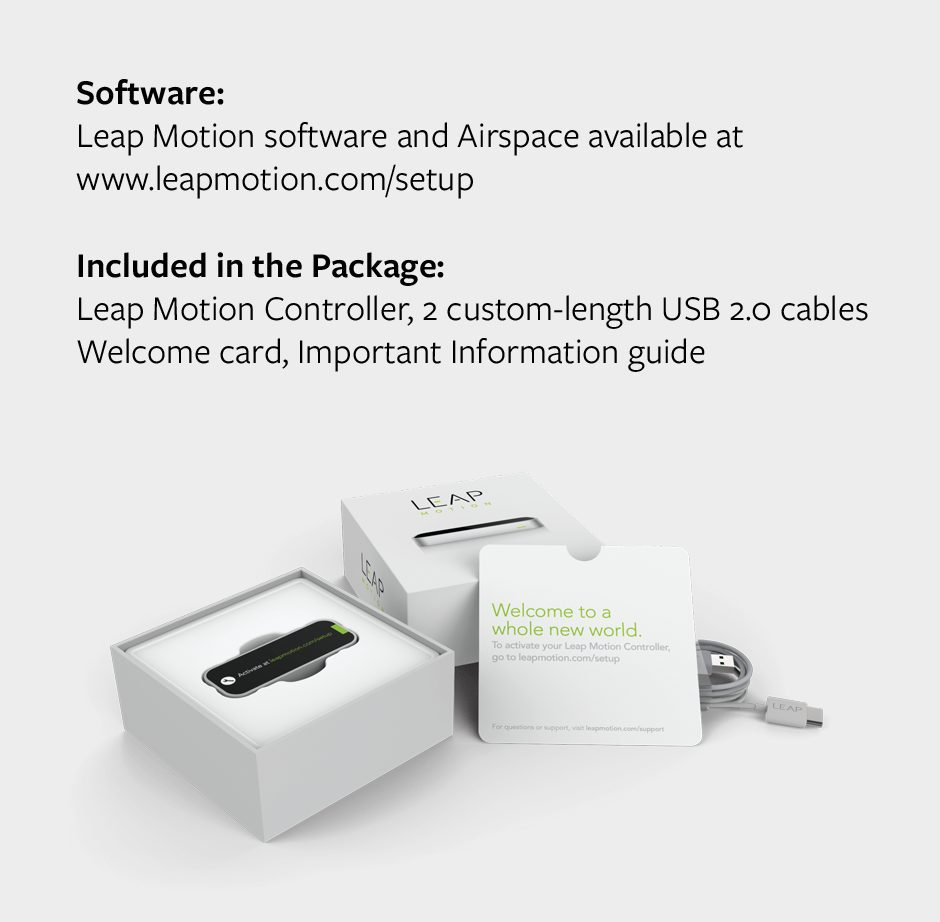 Software:
Leap Motion software and Airspace available at
www.leapmotion.com/setup
Included in the Package:
Leap Motion Controller, 2 custom-length USB 2.0 cables
Welcome card, Important Information guide
LEAP
MOTION
LEAP
MOTION
Activate at leapmotion.com/setup
Welcome to a
whole new world.
To activate your Leap Motion Controller,
go to leapmotion.com/setup
For questions or support, visit leapmotion.com/support
LEAP